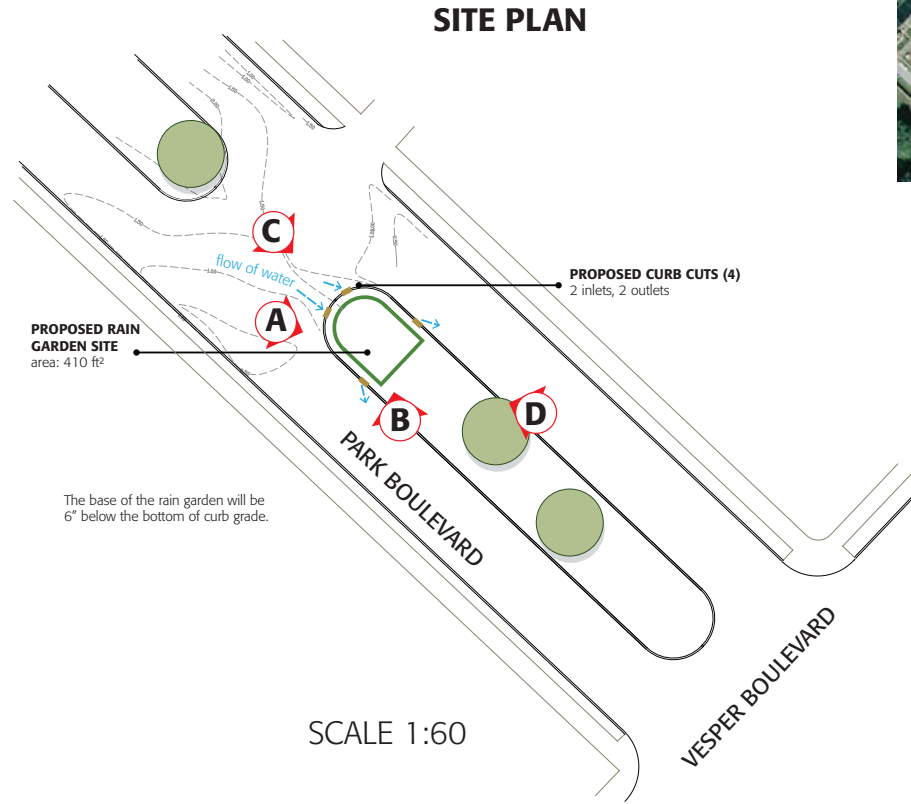 SITE PLAN
C
flow of water
PROPOSED CURB CUTS (4)
2 inlets, 2 outlets
A
PROPOSED RAIN
GARDEN SITE
area: 410 ft²
B
D
PARK BOULEVARD
The base of the rain garden will be
6" below the bottom of curb grade.
VESPER BOULEVARD
SCALE 1:60